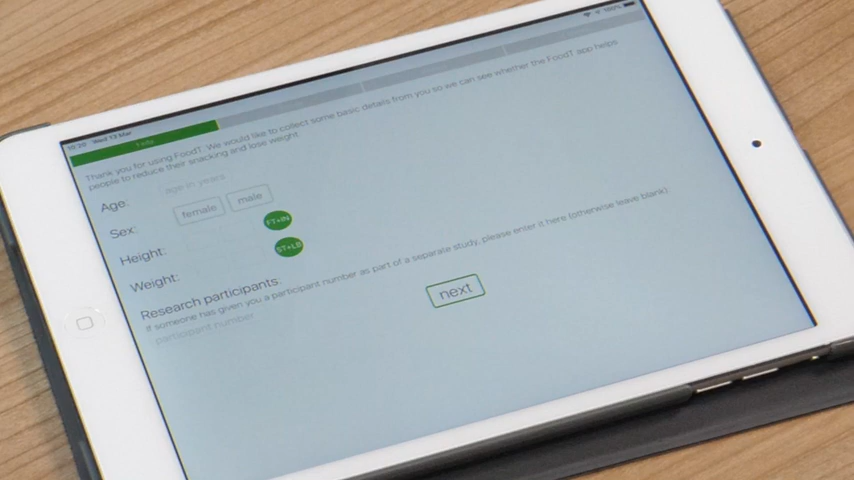 10:20 Wed 13 Mar
100%
Thank you for using FoodT. We would like to collect some basic details from you so we can see whether the FoodT app helps
people to reduce their snacking and lose weight.
Age: age in years
Sex: female male
Height: FT+IN
Weight: ST+LB
Research participants:
If someone has given you a participant number as part of a separate study, please enter it here (otherwise leave blank).
participant number
next